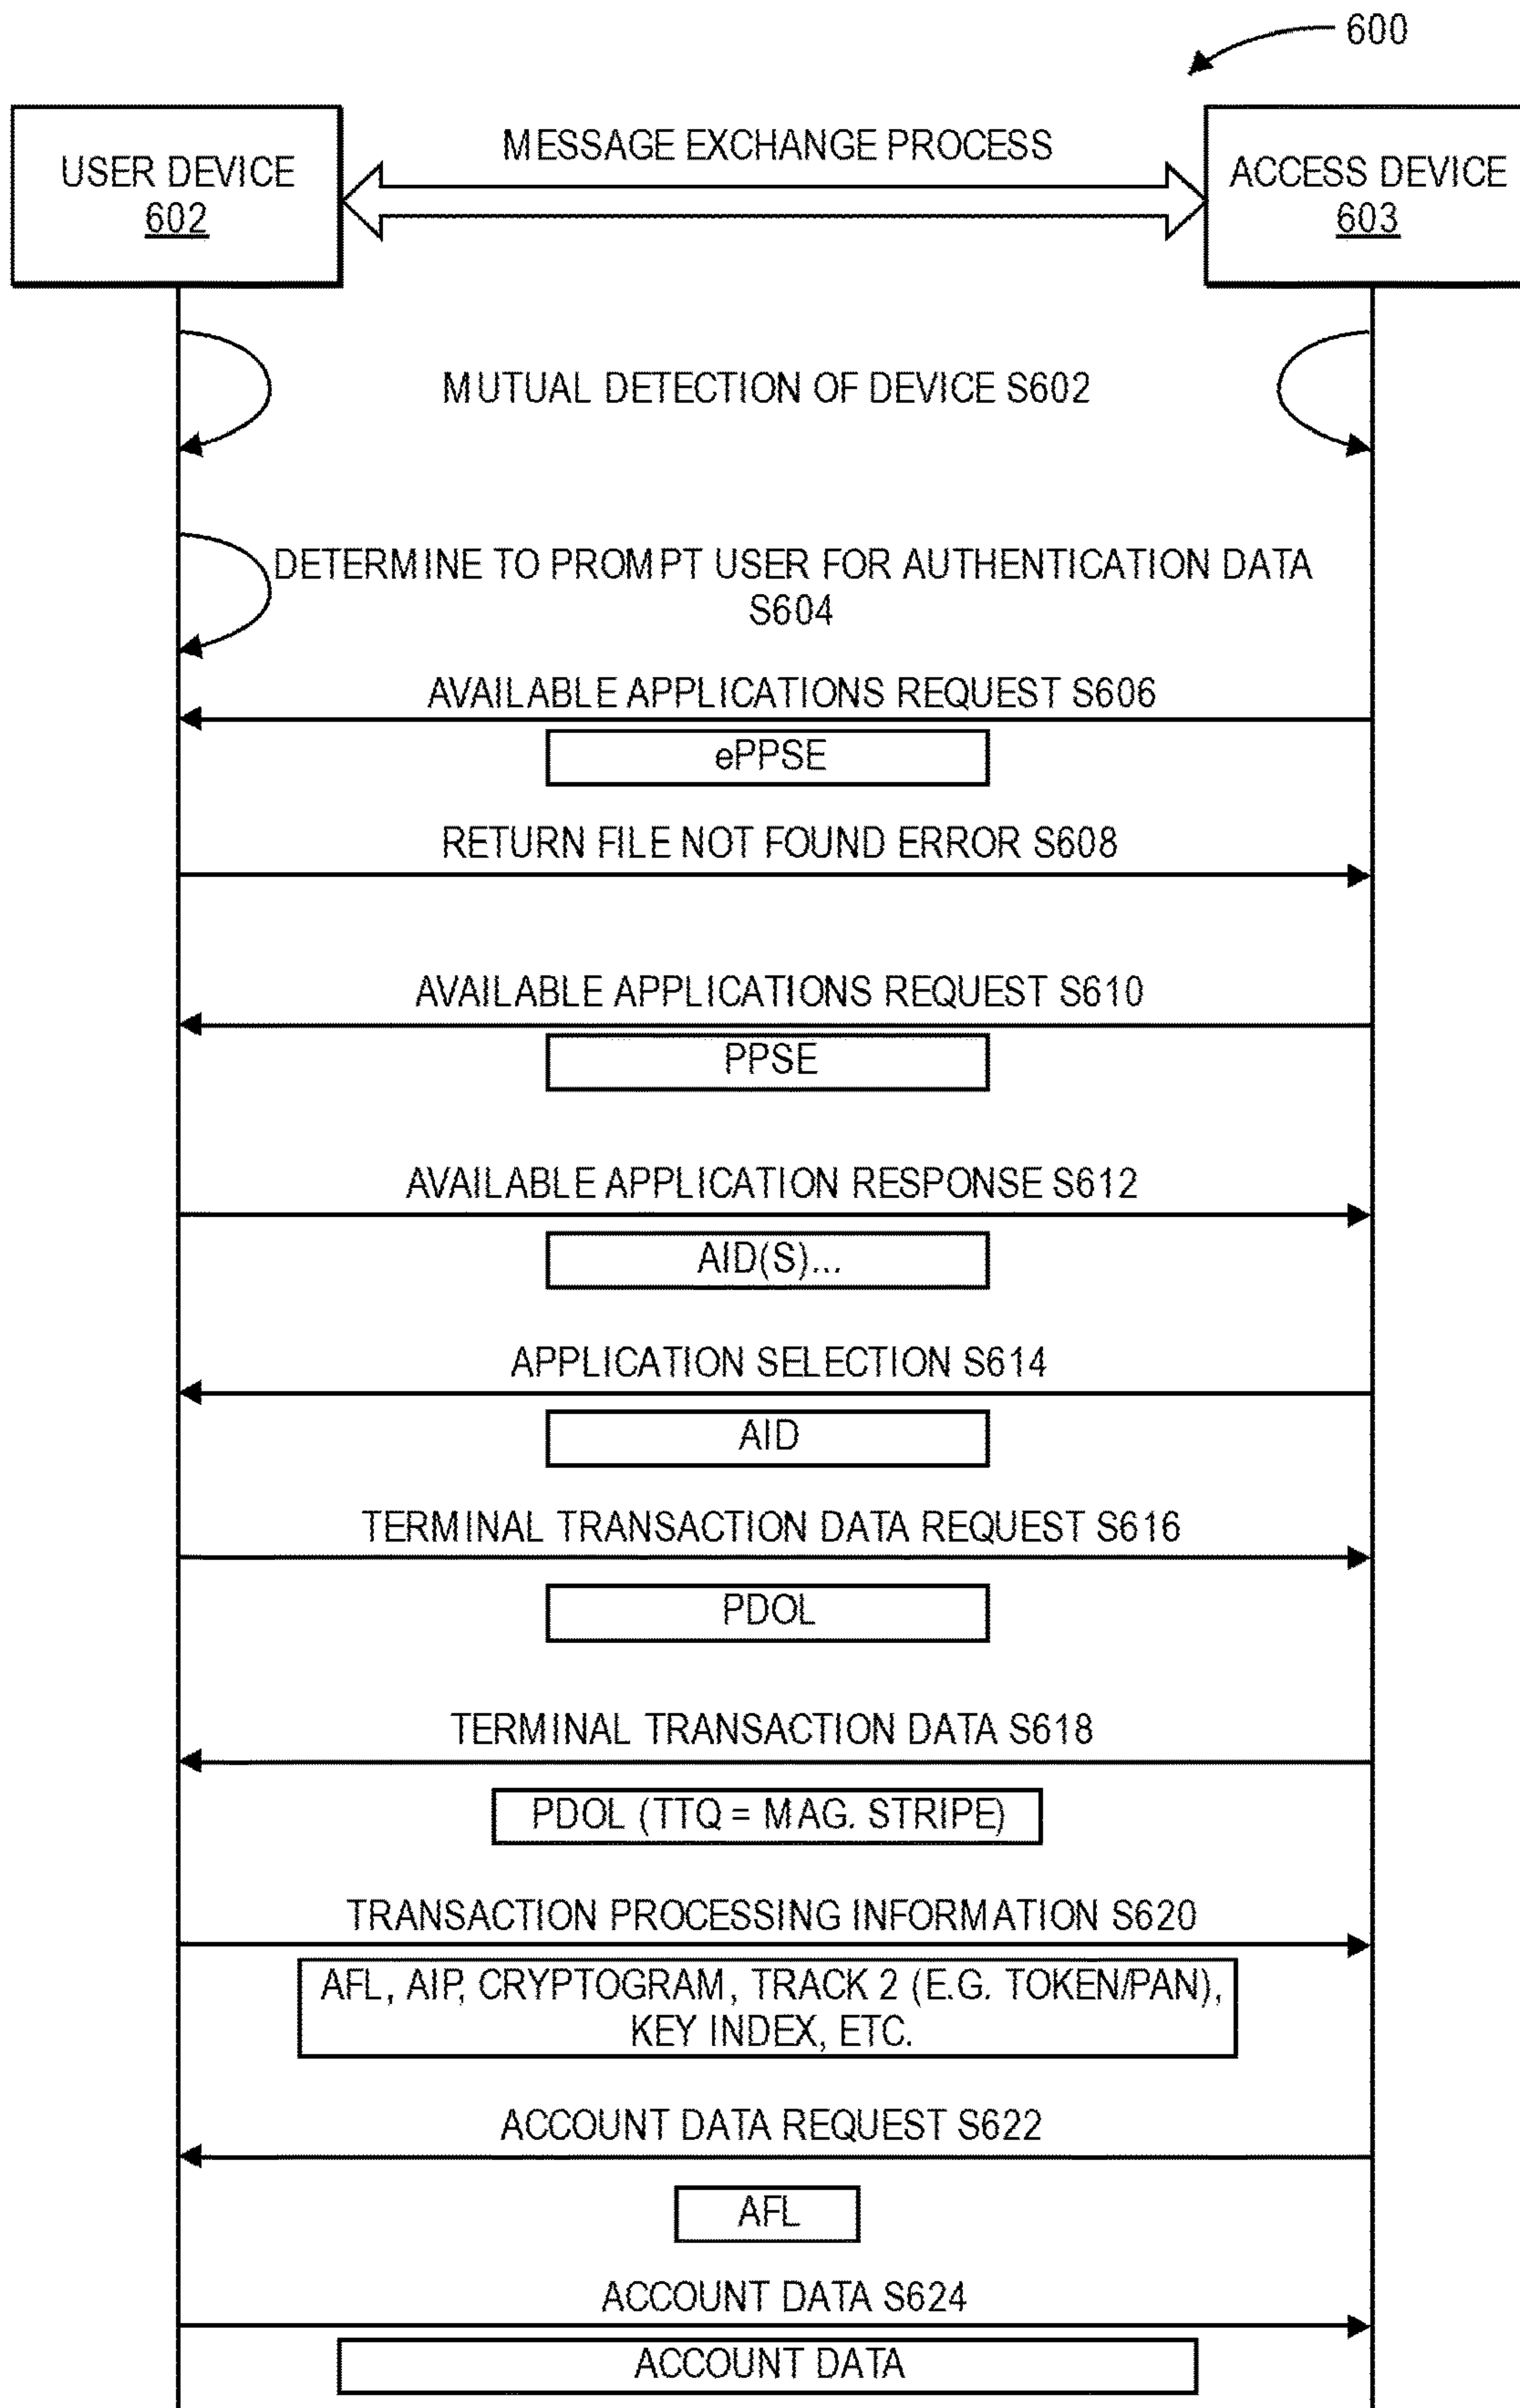 600
USER DEVICE
602
MESSAGE EXCHANGE PROCESS
ACCESS DEVICE
603
MUTUAL DETECTION OF DEVICE S602
DETERMINE TO PROMPT USER FOR AUTHENTICATION DATA
S604
AVAILABLE APPLICATIONS REQUEST S606
ePPSE
RETURN FILE NOT FOUND ERROR S608
AVAILABLE APPLICATIONS REQUEST S610
PPSE
AVAILABLE APPLICATION RESPONSE S612
AID(S)...
APPLICATION SELECTION S614
AID
TERMINAL TRANSACTION DATA REQUEST S616
PDOL
TERMINAL TRANSACTION DATA S618
PDOL (TTQ = MAG. STRIPE)
TRANSACTION PROCESSING INFORMATION S620
AFL, AIP, CRYPTOGRAM, TRACK 2 (E.G. TOKEN/PAN),
KEY INDEX, ETC.
ACCOUNT DATA REQUEST S622
AFL
ACCOUNT DATA S624
ACCOUNT DATA